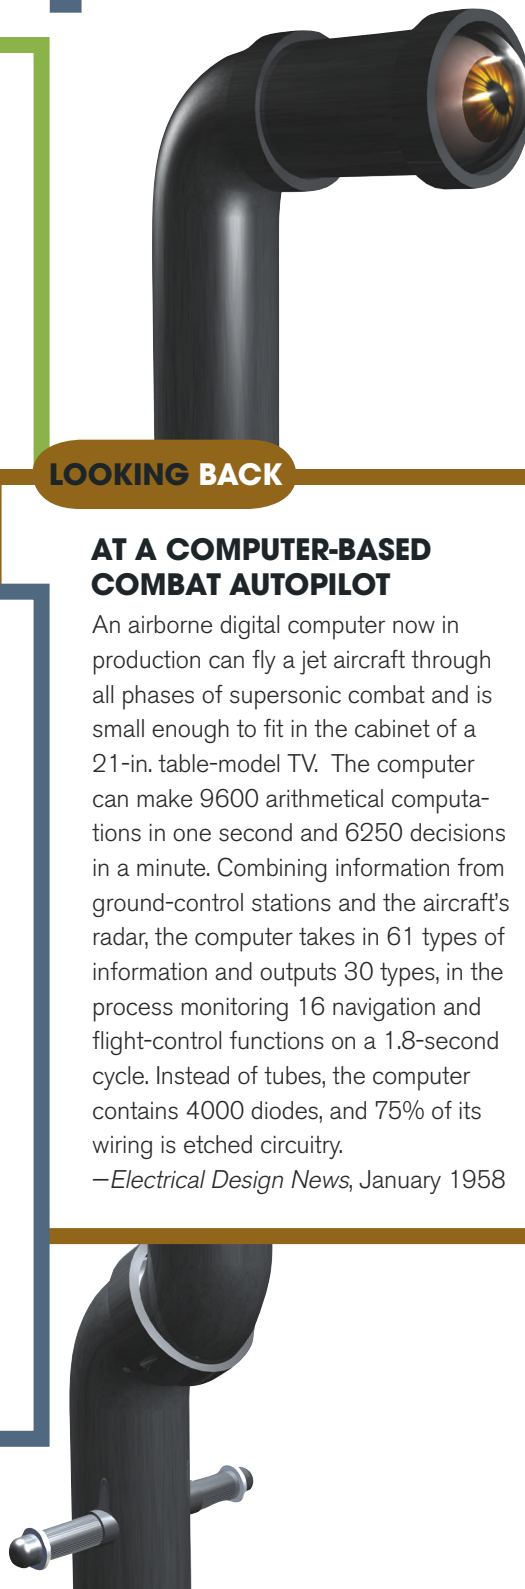 LOOKING BACK
AT A COMPUTER-BASED
COMBAT AUTOPILOT
An airborne digital computer now in
production can fly a jet aircraft through
all phases of supersonic combat and is
small enough to fit in the cabinet of a
21-in. table-model TV.  The computer
can make 9600 arithmetical computa-
tions in one second and 6250 decisions
in a minute. Combining information from
ground-control stations and the aircraft’s
radar, the computer takes in 61 types of
information and outputs 30 types, in the
process monitoring 16 navigation and
flight-control functions on a 1.8-second
cycle. Instead of tubes, the computer
contains 4000 diodes, and 75% of its
wiring is etched circuitry.
—Electrical Design News, January 1958